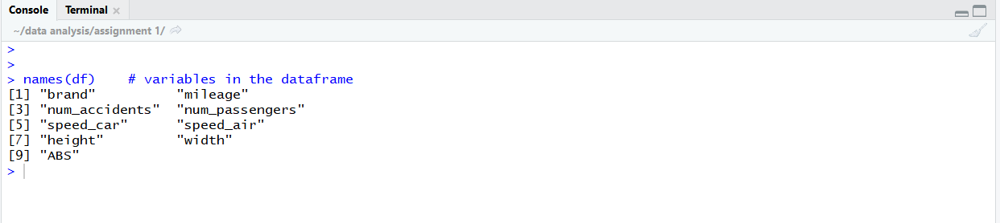 Console Terminal
~/data analysis/assignment 1/
>
>
> names(df)    # variables in the dataframe
[1] "brand"          "mileage"
[3] "num_accidents"  "num_passengers"
[5] "speed_car"      "speed_air"
[7] "height"         "width"
[9] "ABS"
>